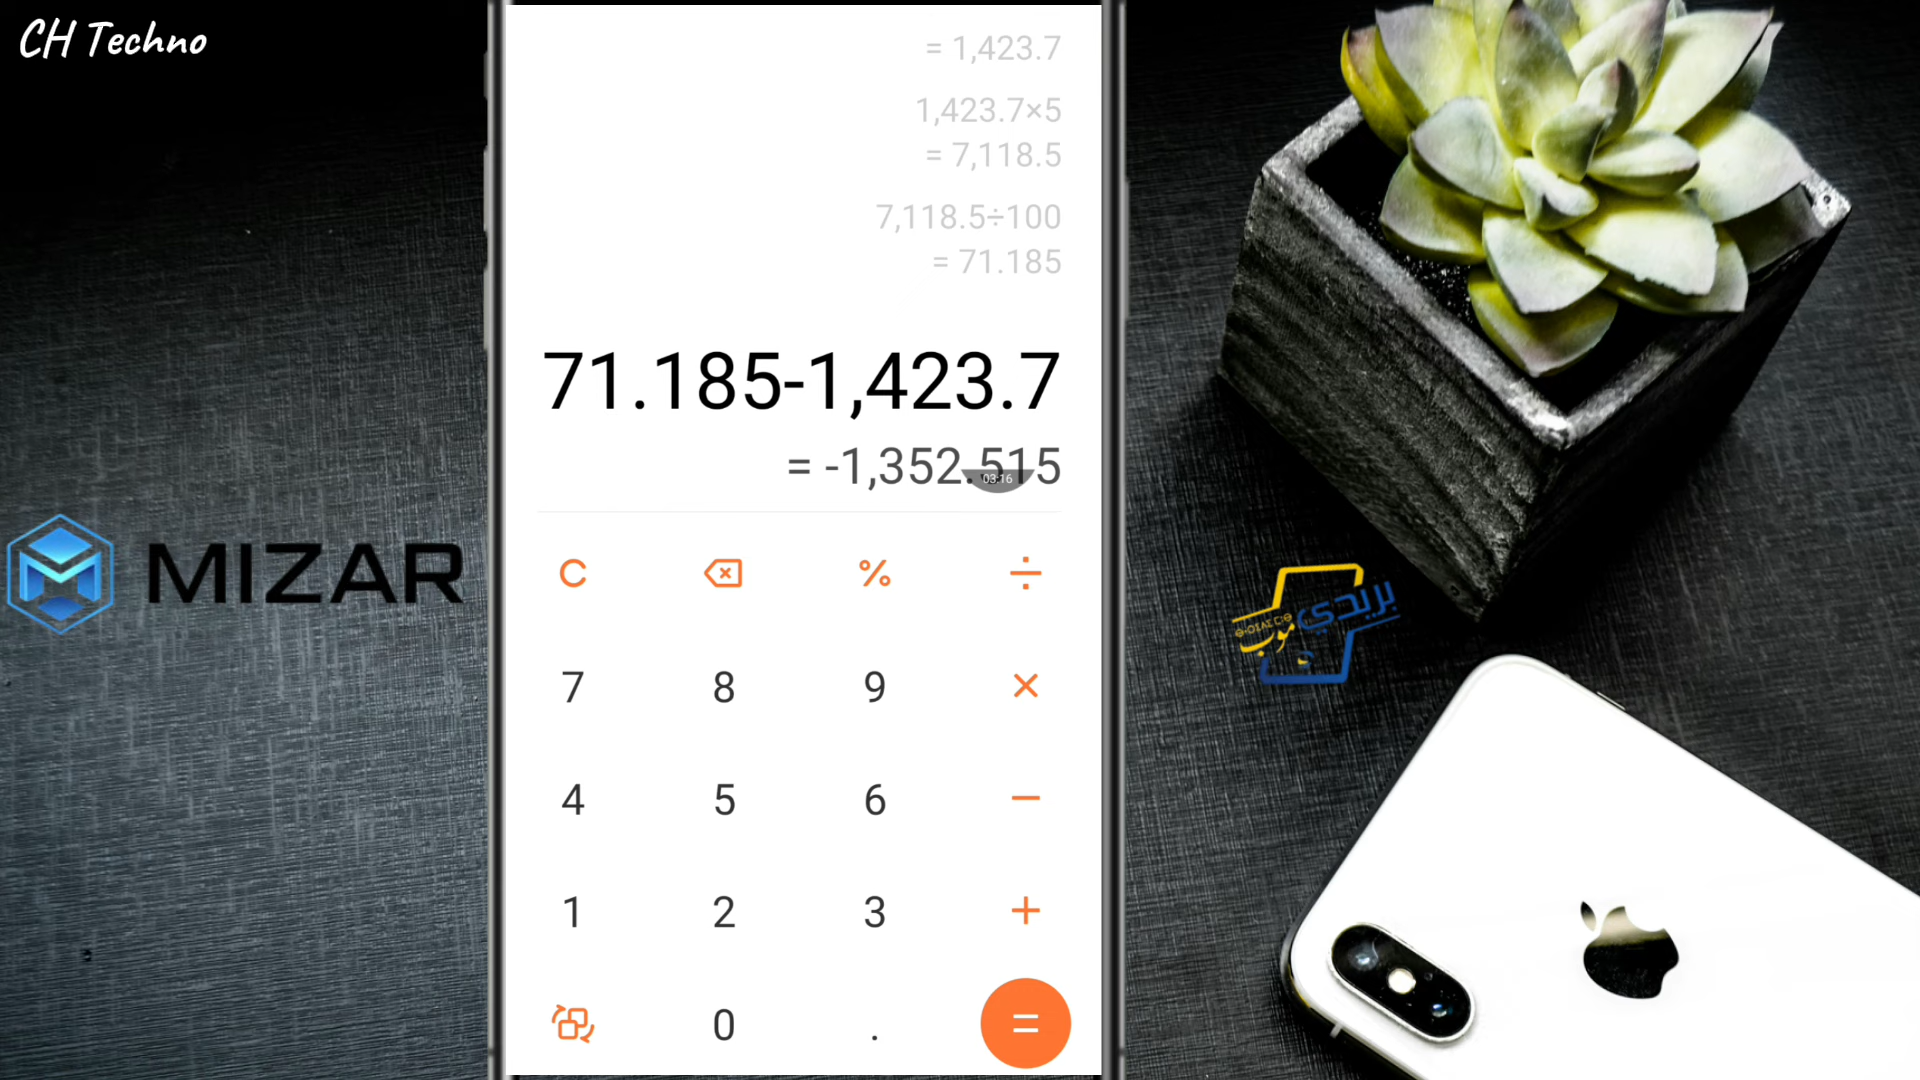 CH Techno
= 1,423.7
1,423.7×5
= 7,118.5
7,118.5÷100
= 71.185
71.185-1,423.7
= -1,352.515
03:16
C % ÷
7 8 9 ×
4 5 6 −
1 2 3 +
0 . =
MIZAR
بريدي
موب